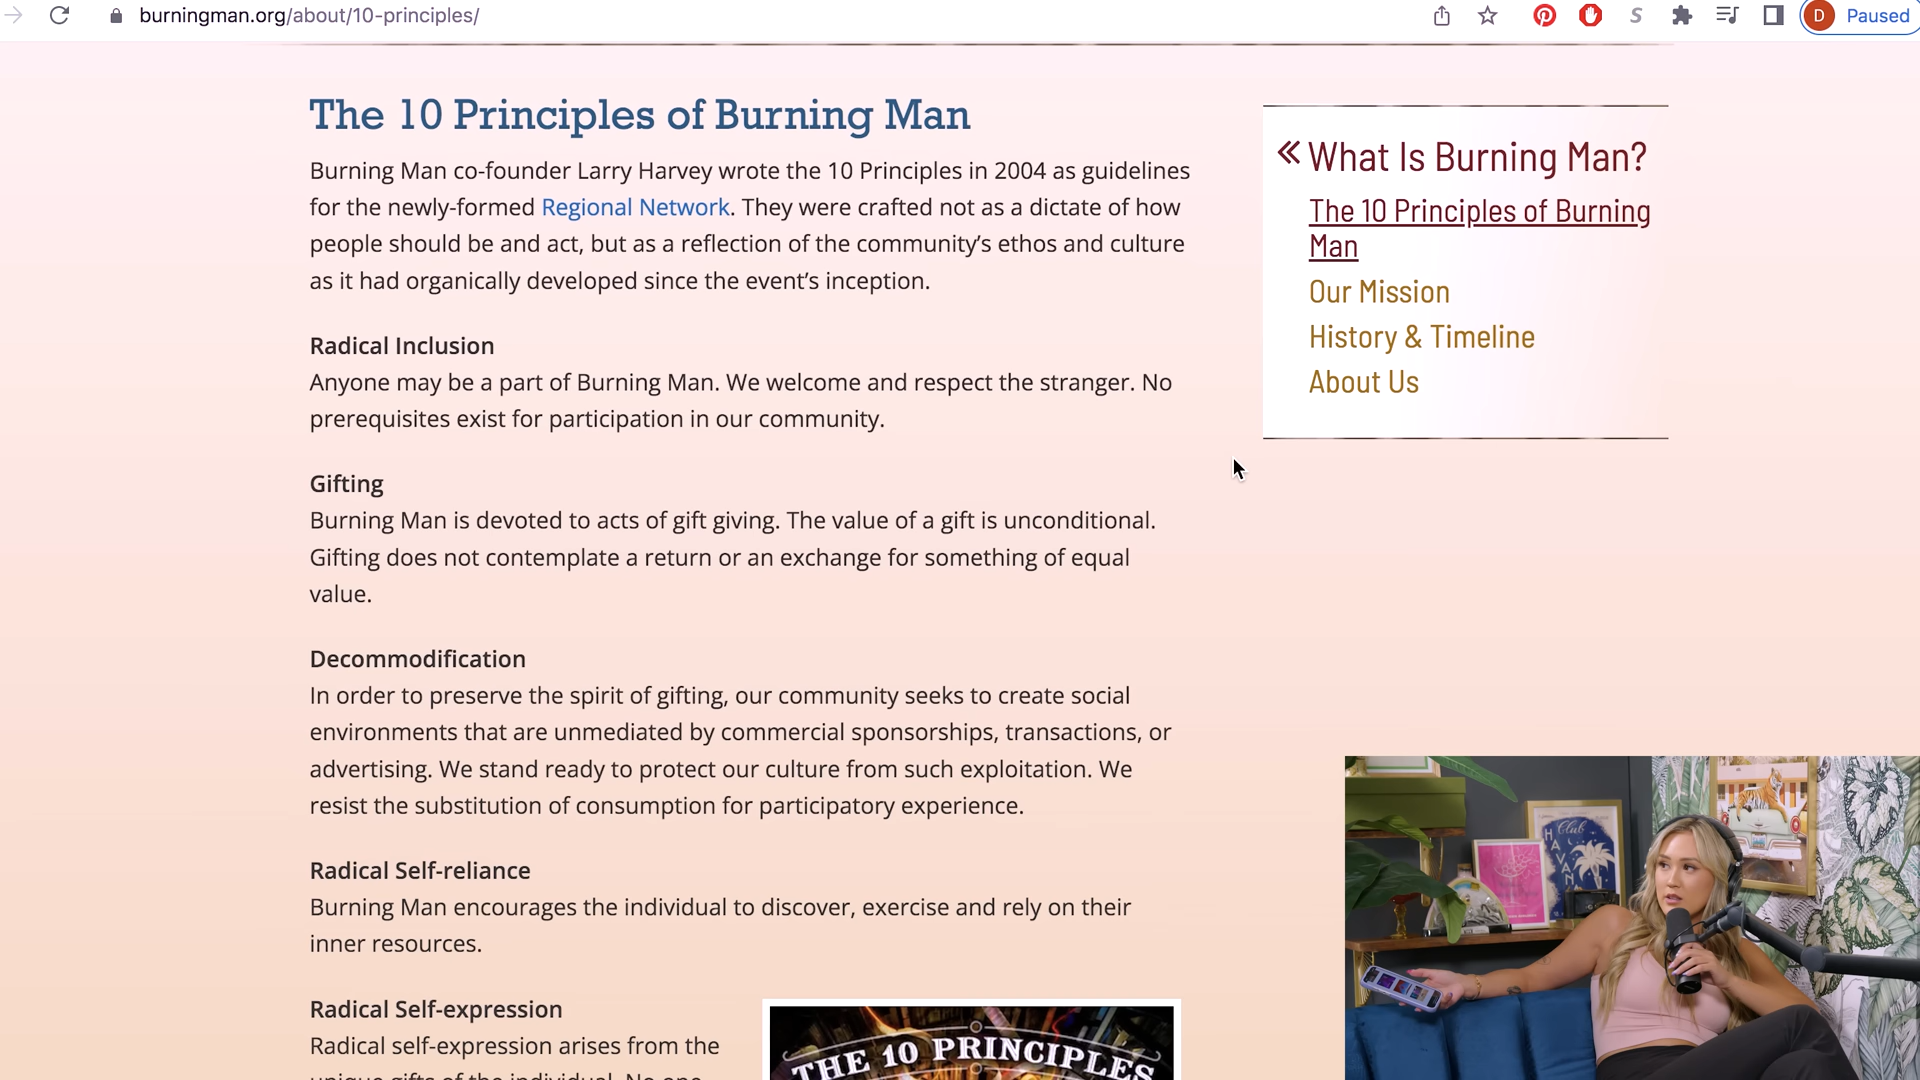 burningman.org/about/10-principles/
S
D
Paused
The 10 Principles of Burning Man
Burning Man co-founder Larry Harvey wrote the 10 Principles in 2004 as guidelines
for the newly-formed Regional Network. They were crafted not as a dictate of how
people should be and act, but as a reflection of the community’s ethos and culture
as it had organically developed since the event’s inception.
Radical Inclusion
Anyone may be a part of Burning Man. We welcome and respect the stranger. No
prerequisites exist for participation in our community.
Gifting
Burning Man is devoted to acts of gift giving. The value of a gift is unconditional.
Gifting does not contemplate a return or an exchange for something of equal
value.
Decommodification
In order to preserve the spirit of gifting, our community seeks to create social
environments that are unmediated by commercial sponsorships, transactions, or
advertising. We stand ready to protect our culture from such exploitation. We
resist the substitution of consumption for participatory experience.
Radical Self-reliance
Burning Man encourages the individual to discover, exercise and rely on their
inner resources.
Radical Self-expression
Radical self-expression arises from the
unique gifts of the individual. No one
THE 10 PRINCIPLES
« What Is Burning Man?
The 10 Principles of Burning
Man
Our Mission
History & Timeline
About Us
Club
HAVAN